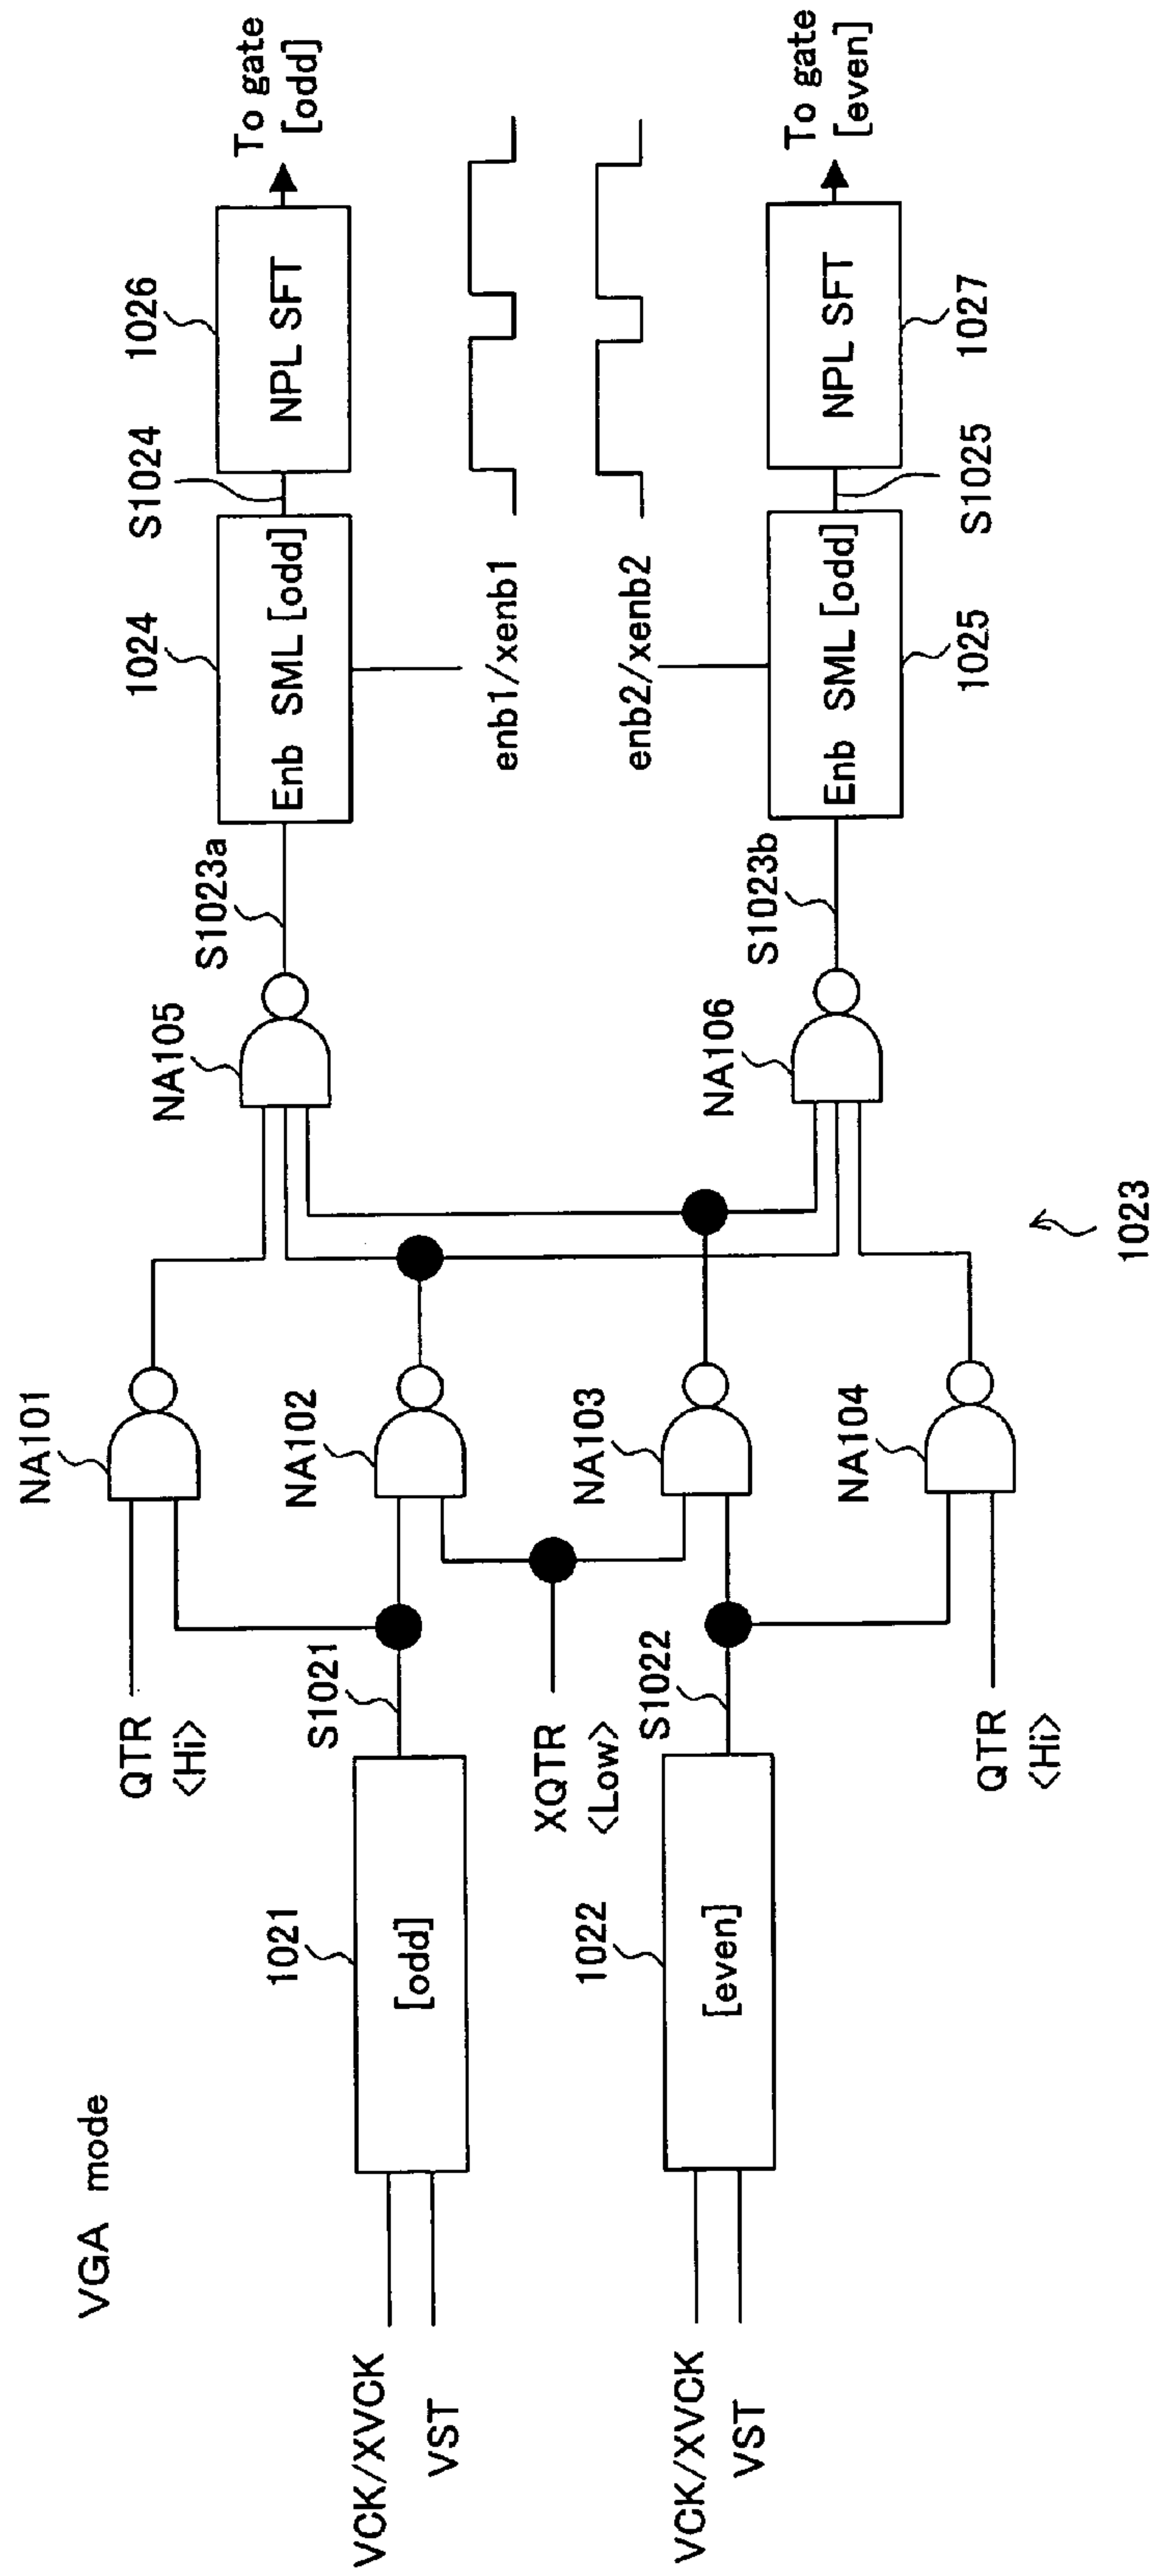 VGA mode
VCK/XVCK
VST
1021
[odd]
S1021
QTR
<Hi>
NA101
NA102
XQTR
<Low>
VCK/XVCK
VST
1022
[even]
S1022
NA103
NA104
QTR
<Hi>
1023
NA105
S1023a
1024
Enb SML [odd]
S1024
1026
NPL SFT
To gate
[odd]
enb1/xenb1
enb2/xenb2
NA106
S1023b
Enb SML [odd]
1025
S1025
NPL SFT
1027
To gate
[even]